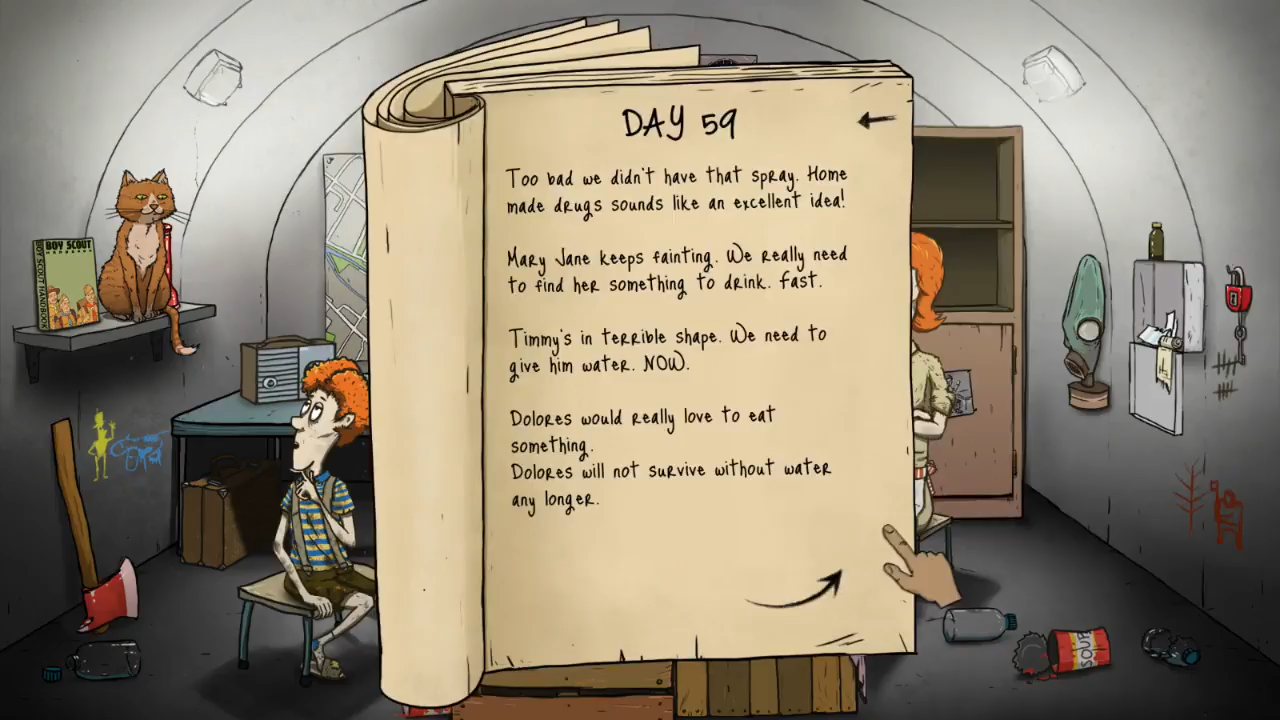 DAY 59
Too bad we didn't have that spray. Home
made drugs sounds like an excellent idea!
Mary Jane keeps fainting. We really need
to find her something to drink. Fast.
Timmy's in terrible shape. We need to
give him water. NOW.
Dolores would really love to eat
something.
Dolores will not survive without water
any longer.
BOY SCOUT
BOY SCOUT HANDBOOK
SOUP